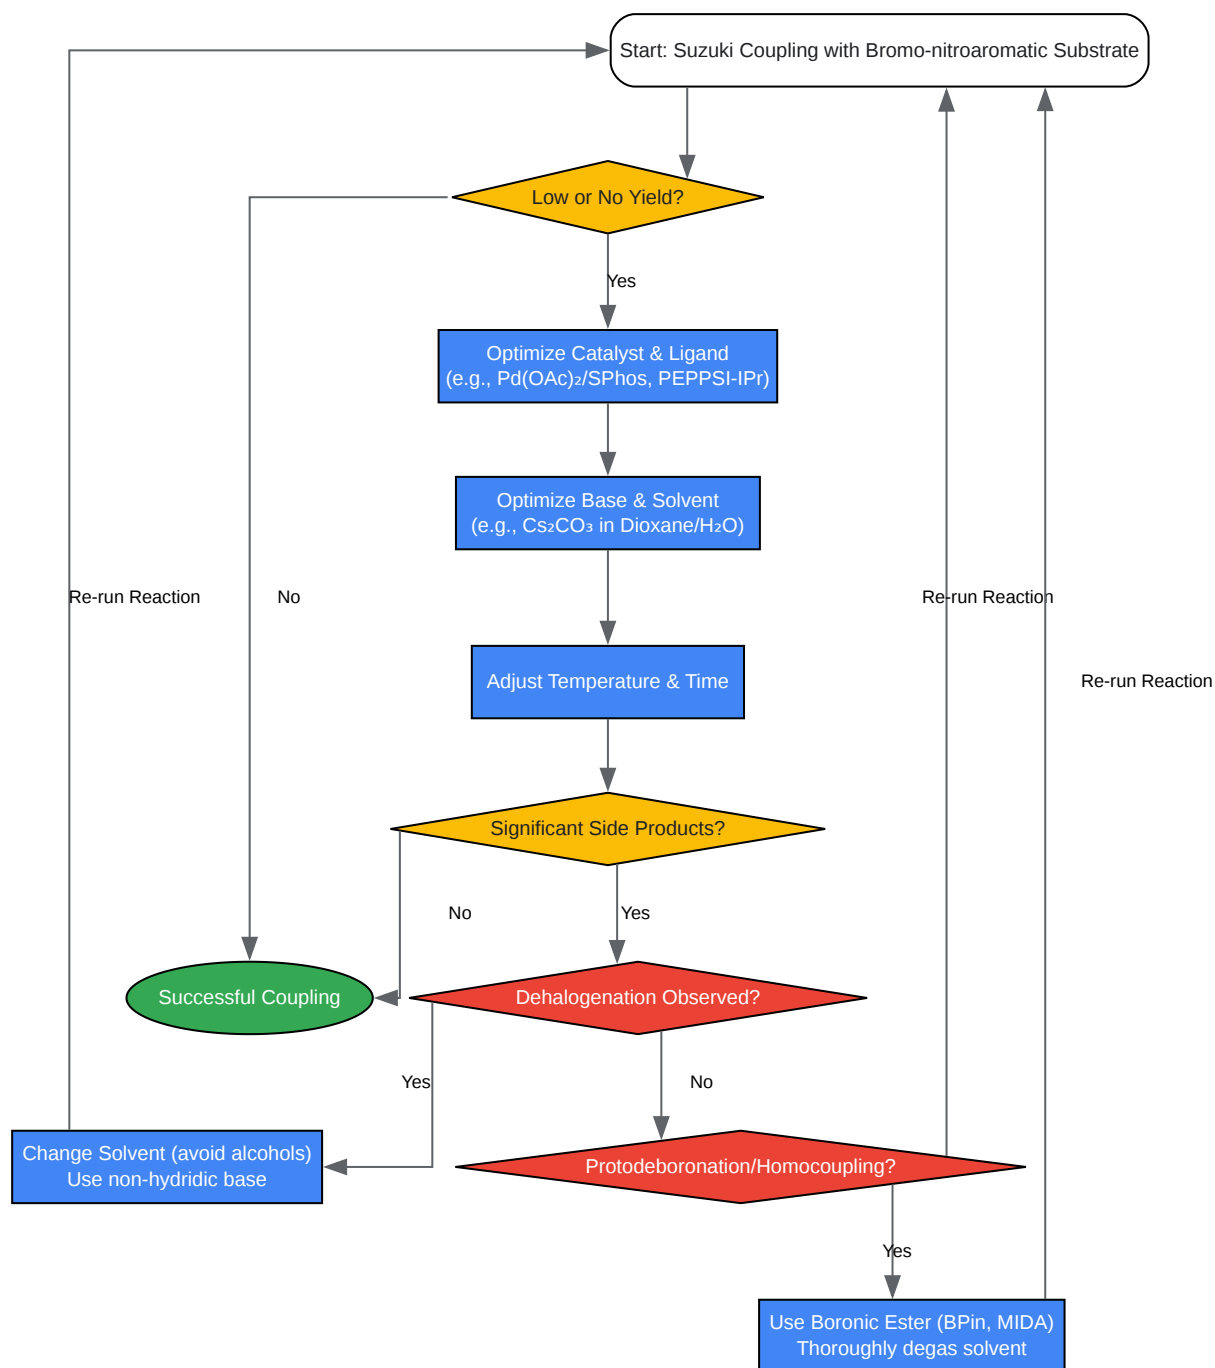 Start: Suzuki Coupling with Bromo-nitroaromatic Substrate
Low or No Yield?
Yes
Optimize Catalyst & Ligand
(e.g., Pd(OAc)₂/SPhos, PEPPSI-IPr)
Optimize Base & Solvent
(e.g., Cs₂CO₃ in Dioxane/H₂O)
Re-run Reaction
No
Re-run Reaction
Adjust Temperature & Time
Re-run Reaction
Significant Side Products?
No
Yes
Successful Coupling
Dehalogenation Observed?
Yes
No
Change Solvent (avoid alcohols)
Use non-hydridic base
Protodeboronation/Homocoupling?
Yes
Use Boronic Ester (BPin, MIDA)
Thoroughly degas solvent